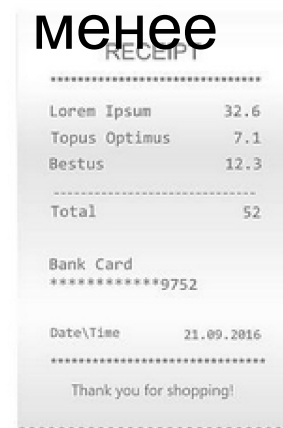 менее
RECEIPT
******************************
Lorem Ipsum 32.6
Topus Optimus 7.1
Bestus 12.3
------------------------------
Total 52
Bank Card
************9752
Date\Time 21.09.2016
******************************
Thank you for shopping!